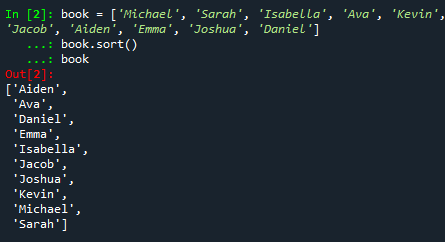 In [2]: book = ['Michael', 'Sarah', 'Isabella', 'Ava', 'Kevin',
'Jacob', 'Aiden', 'Emma', 'Joshua', 'Daniel']
   ...: book.sort()
   ...: book
Out[2]:
['Aiden',
 'Ava',
 'Daniel',
 'Emma',
 'Isabella',
 'Jacob',
 'Joshua',
 'Kevin',
 'Michael',
 'Sarah']